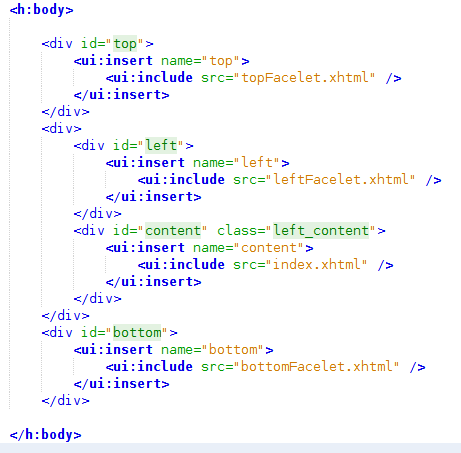 <h:body>
<div id="top">
<ui:insert name="top">
<ui:include src="topFacelet.xhtml" />
</ui:insert>
</div>
<div>
<div id="left">
<ui:insert name="left">
<ui:include src="leftFacelet.xhtml" />
</ui:insert>
</div>
<div id="content" class="left_content">
<ui:insert name="content">
<ui:include src="index.xhtml" />
</ui:insert>
</div>
</div>
<div id="bottom">
<ui:insert name="bottom">
<ui:include src="bottomFacelet.xhtml" />
</ui:insert>
</div>
</h:body>